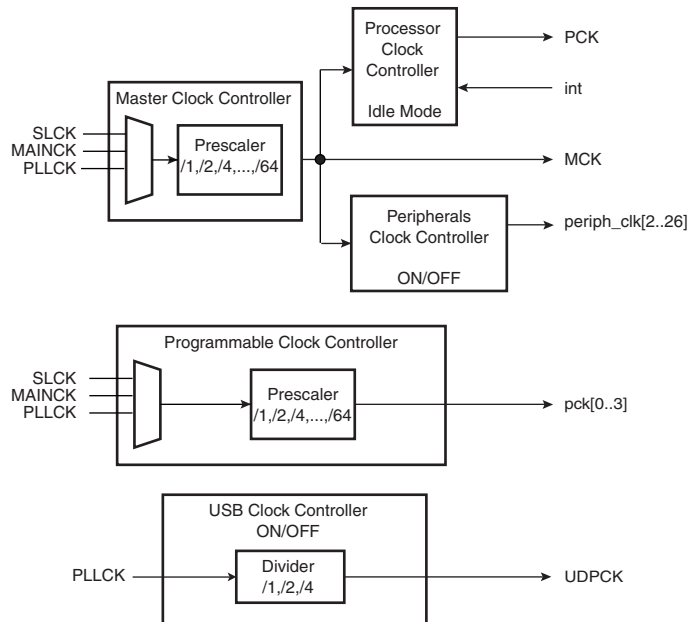 Processor
Clock
Controller
Idle Mode
PCK
int
Master Clock Controller
SLCK
MAINCK
PLLCK
Prescaler
/1,/2,/4,...,/64
MCK
Peripherals
Clock Controller
ON/OFF
periph_clk[2..26]
Programmable Clock Controller
SLCK
MAINCK
PLLCK
Prescaler
/1,/2,/4,...,/64
pck[0..3]
USB Clock Controller
ON/OFF
PLLCK
Divider
/1,/2,/4
UDPCK